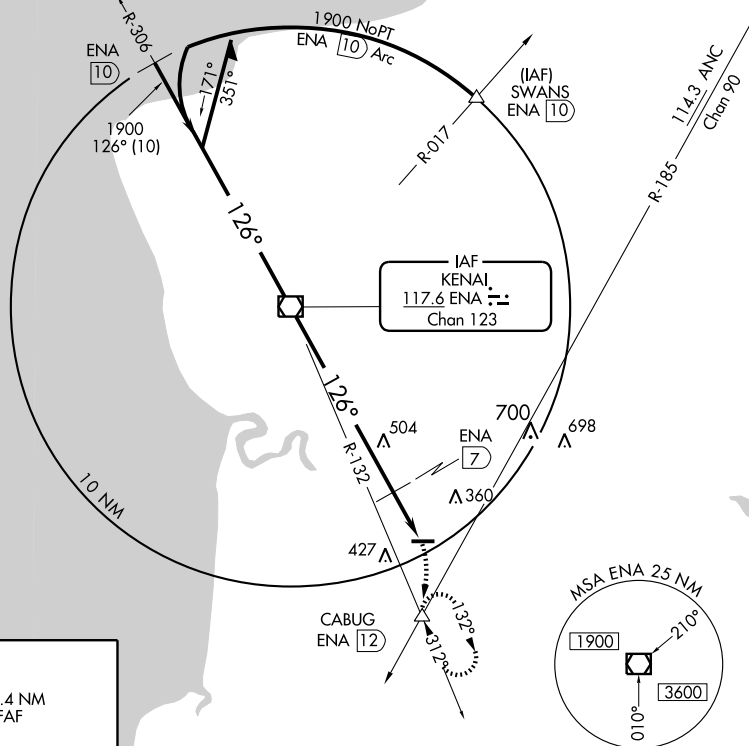 R-306
1900 NoPT
ENA 10 Arc
ENA
10
171°
351°
(IAF)
SWANS
ENA 10
114.3 ANC
Chan 90
1900
126° (10)
R-017
R-185
126°
IAF
KENAI
117.6 ENA
Chan 123
126°
504
700
698
ENA
7
R-132
360
10 NM
427
CABUG
ENA 12
132°
312°
MSA ENA 25 NM
1900
210°
3600
010°
.4 NM
FAF